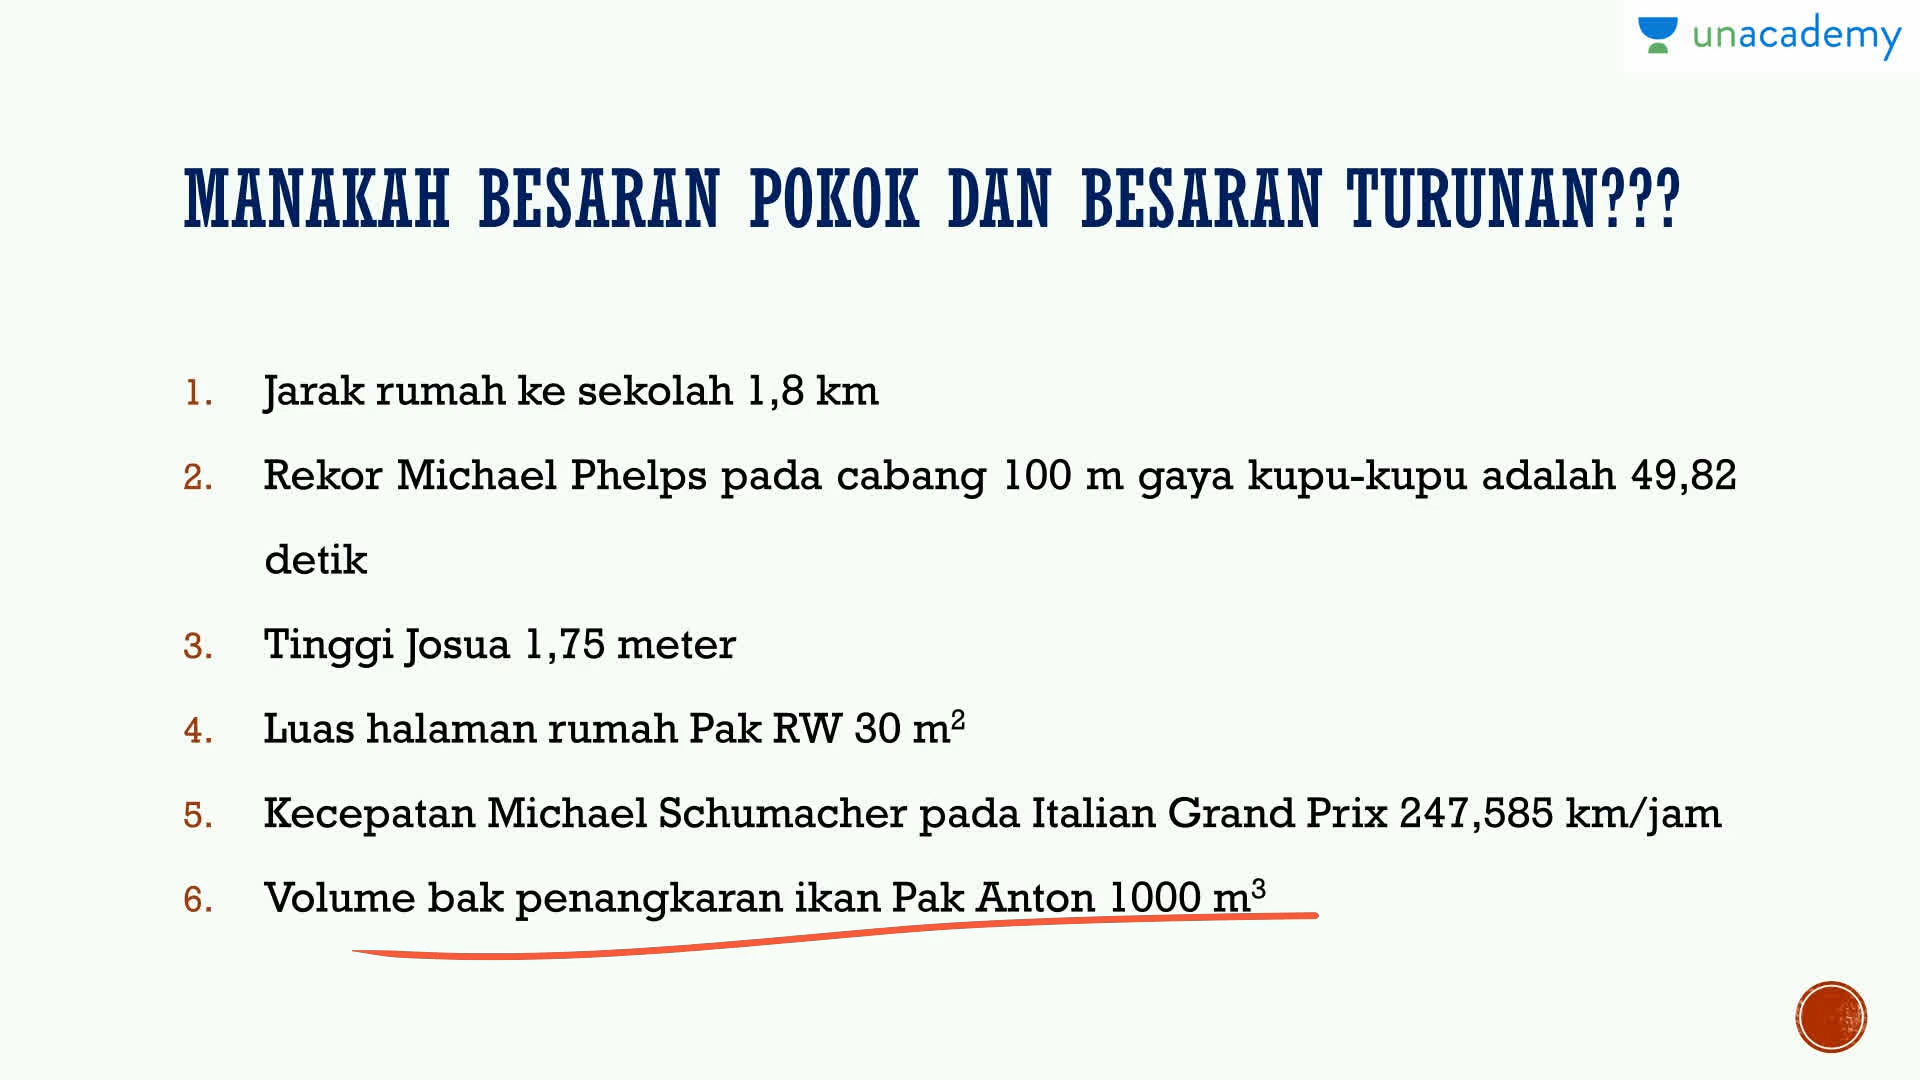 unacademy
MANAKAH BESARAN POKOK DAN BESARAN TURUNAN???
1. Jarak rumah ke sekolah 1,8 km
2. Rekor Michael Phelps pada cabang 100 m gaya kupu-kupu adalah 49,82
detik
3. Tinggi Josua 1,75 meter
4. Luas halaman rumah Pak RW 30 m²
5. Kecepatan Michael Schumacher pada Italian Grand Prix 247,585 km/jam
6. Volume bak penangkaran ikan Pak Anton 1000 m³